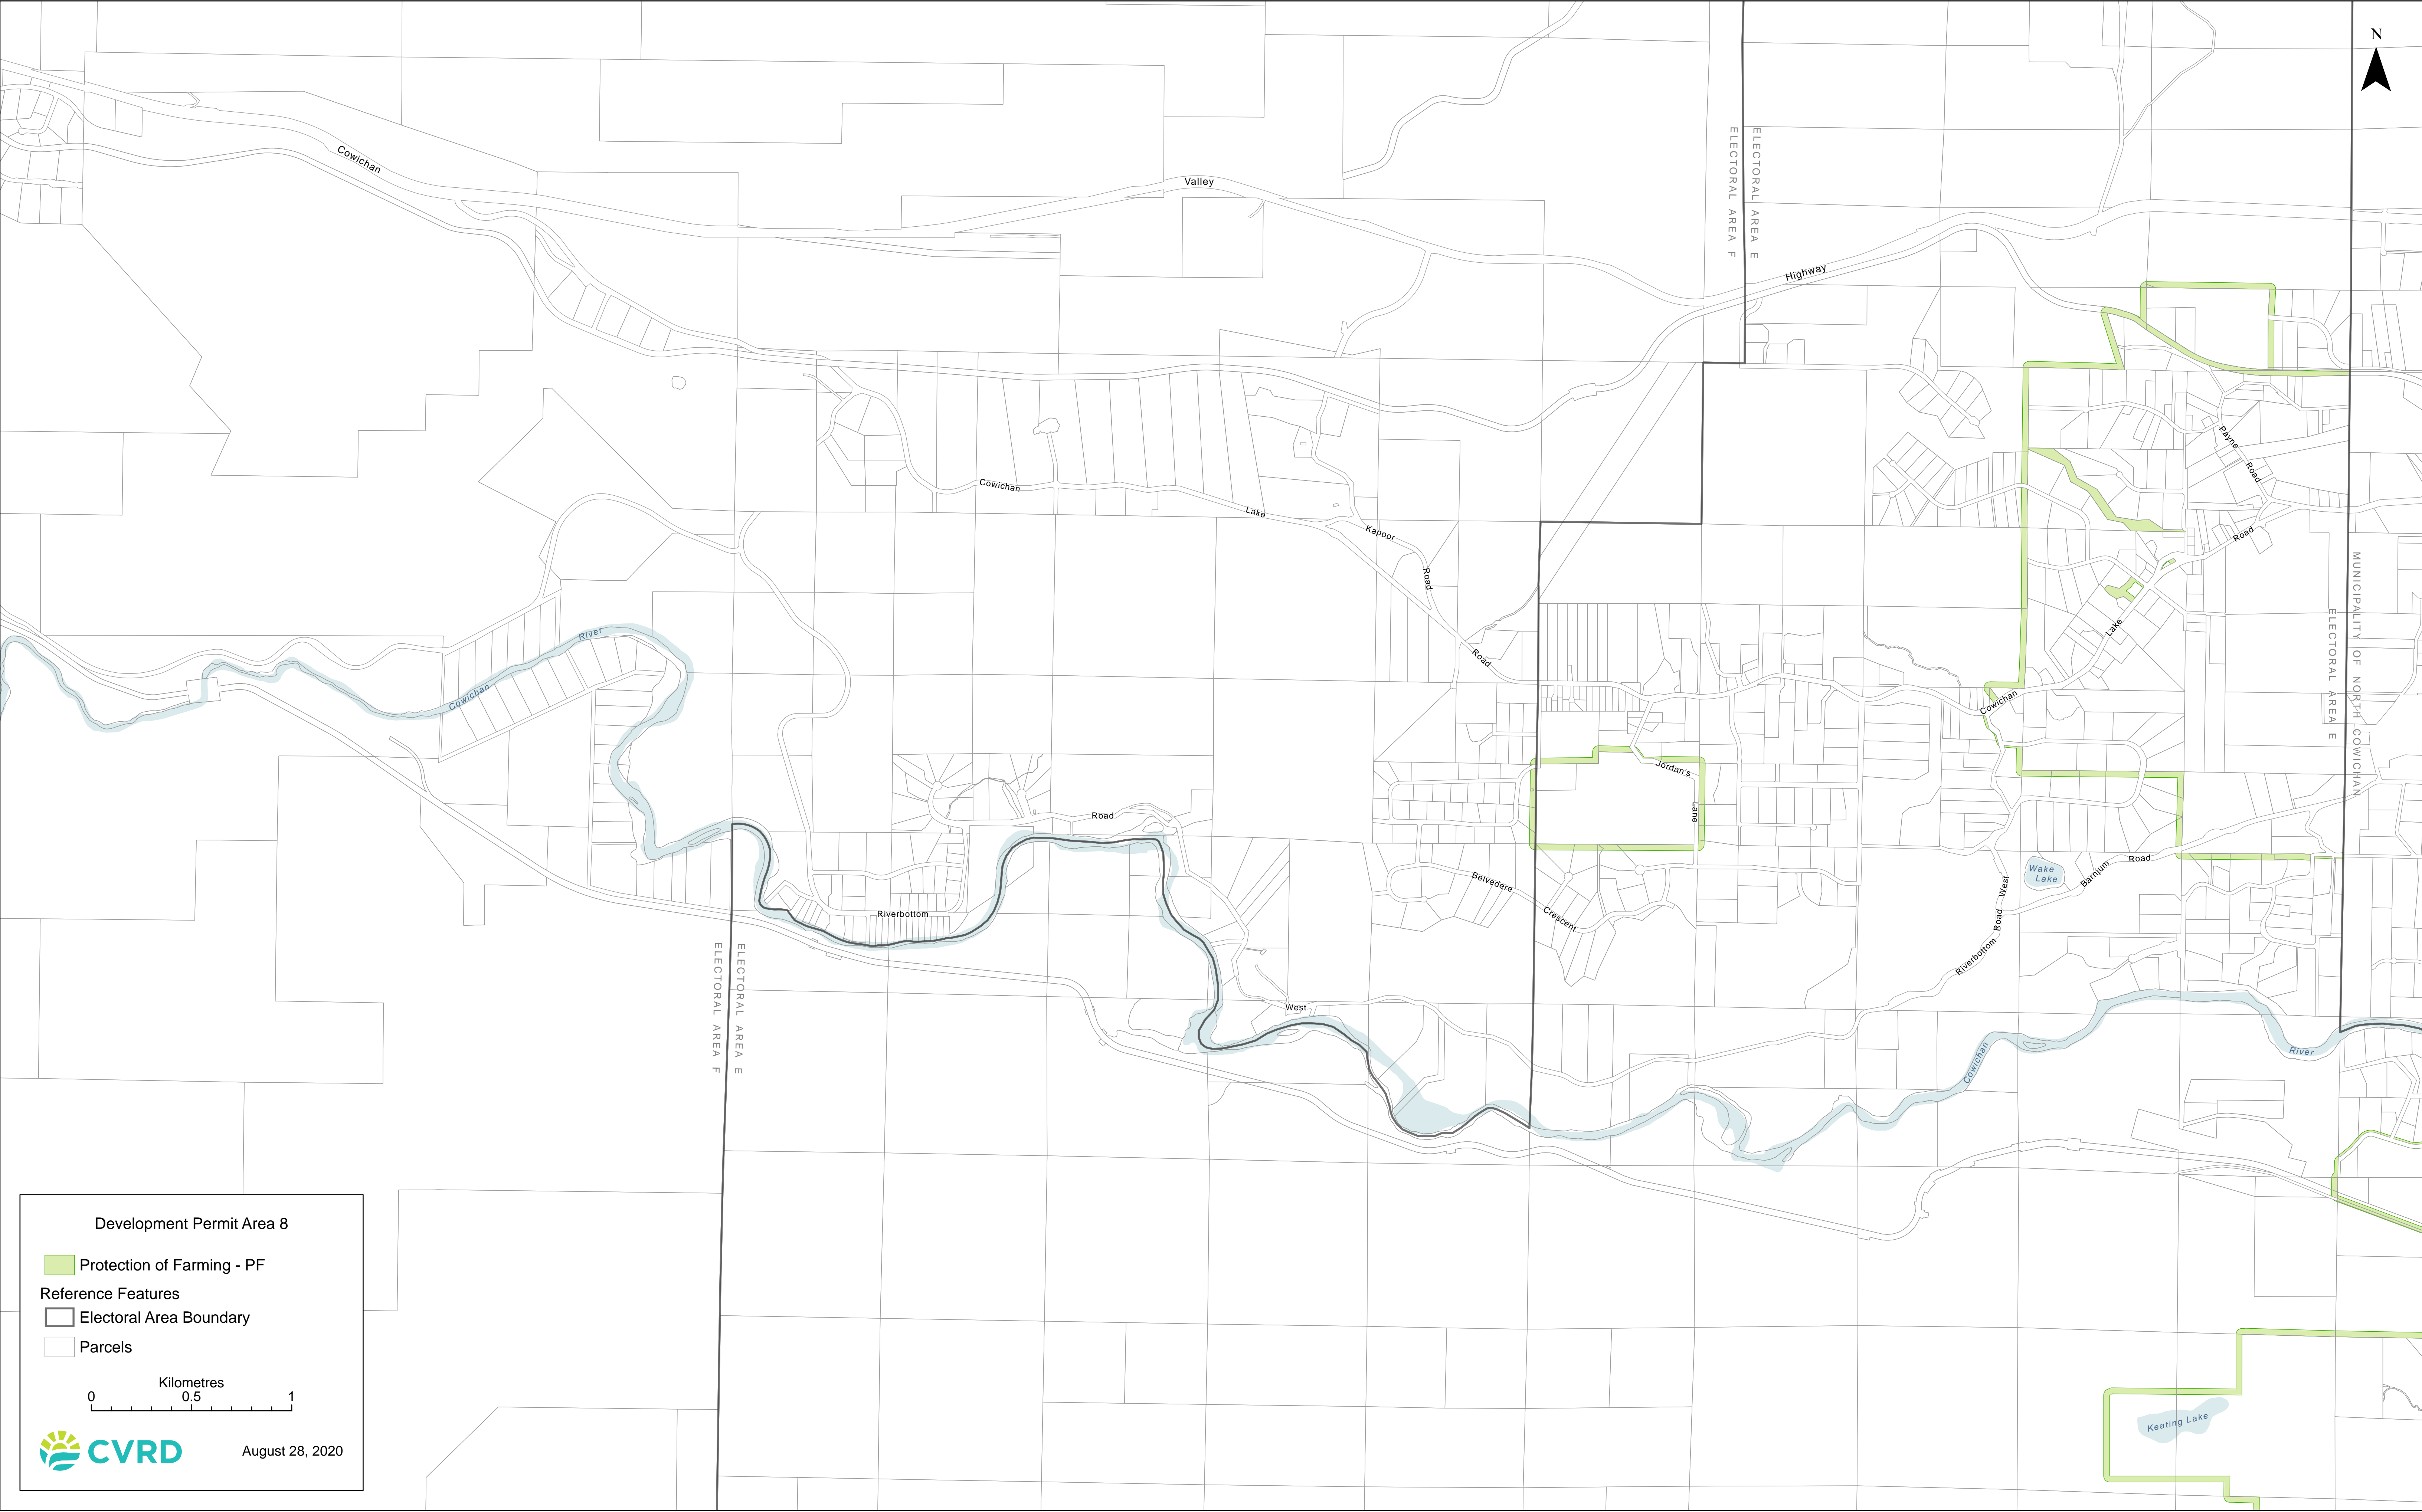 N
ELECTORAL AREA F
ELECTORAL AREA E
Cowichan
Valley
Highway
Payne
Road
Cowichan
Lake
Kapoor
Road
Road
Road
Lake
Cowichan
MUNICIPALITY OF NORTH COWICHAN
ELECTORAL AREA E
River
Cowichan
Jordan's
Lane
Road
Riverbottom
West
Belvedere
Crescent
Wake
Lake
Barnjum
Road
West
Road
Riverbottom
ELECTORAL AREA F
ELECTORAL AREA E
Cowichan
River
Keating Lake
Development Permit Area 8
Protection of Farming - PF
Reference Features
Electoral Area Boundary
Parcels
Kilometres
0 0.5 1
CVRD
August 28, 2020